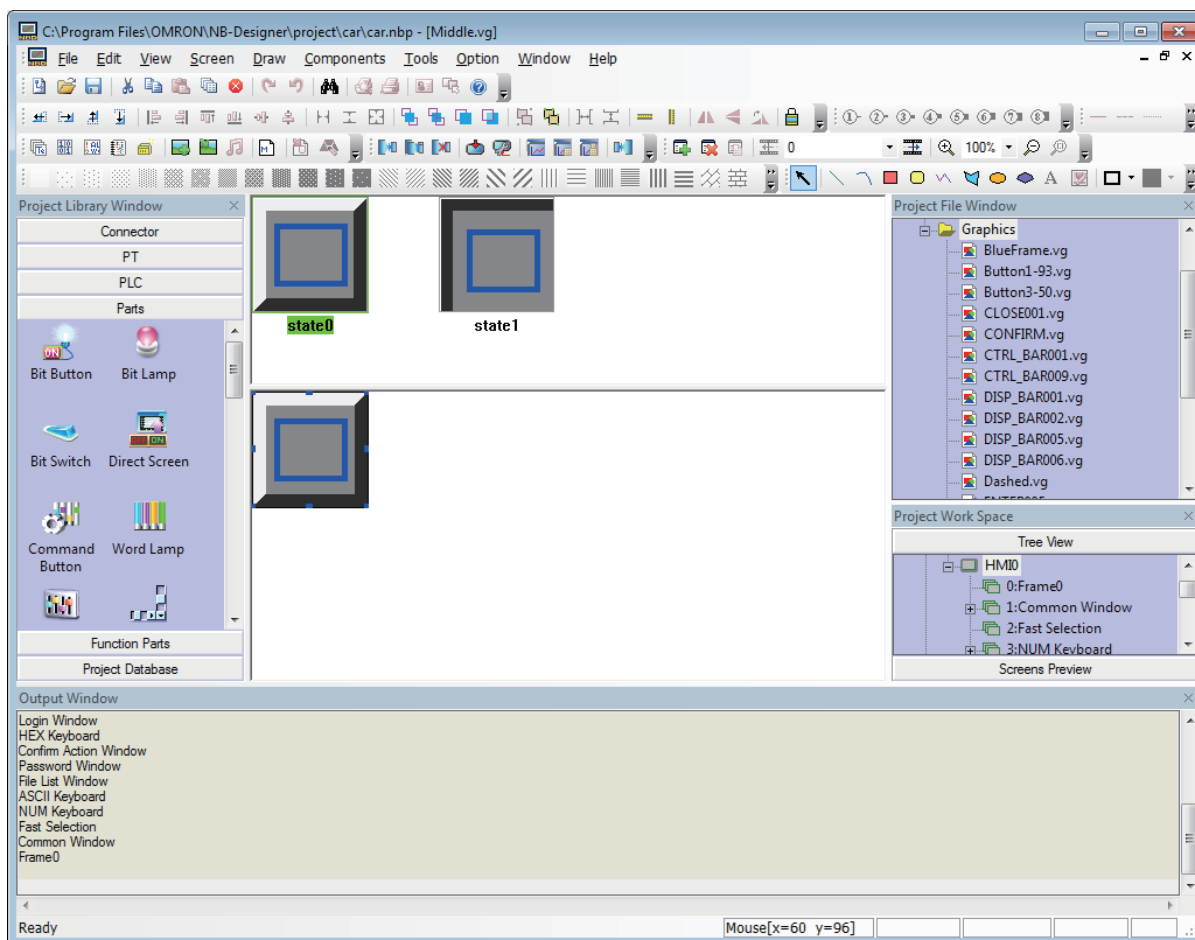 C:\Program Files\OMRON\NB-Designer\project\car\car.nbp - [Middle.vg]
File Edit View Screen Draw Components Tools Option Window Help
0
100%
Project Library Window
Connector
PT
PLC
Parts
Bit Button Bit Lamp
Bit Switch Direct Screen
Command Button Word Lamp
Function Parts
Project Database
state0 state1
Project File Window
Graphics
BlueFrame.vg
Button1-93.vg
Button3-50.vg
CLOSE001.vg
CONFIRM.vg
CTRL_BAR001.vg
CTRL_BAR009.vg
DISP_BAR001.vg
DISP_BAR002.vg
DISP_BAR005.vg
DISP_BAR006.vg
Dashed.vg
Project Work Space
Tree View
HMI0
0:Frame0
1:Common Window
2:Fast Selection
3:NUM Keyboard
Screens Preview
Output Window
Login Window
HEX Keyboard
Confirm Action Window
Password Window
File List Window
ASCII Keyboard
NUM Keyboard
Fast Selection
Common Window
Frame0
Ready
Mouse[x=60 y=96]